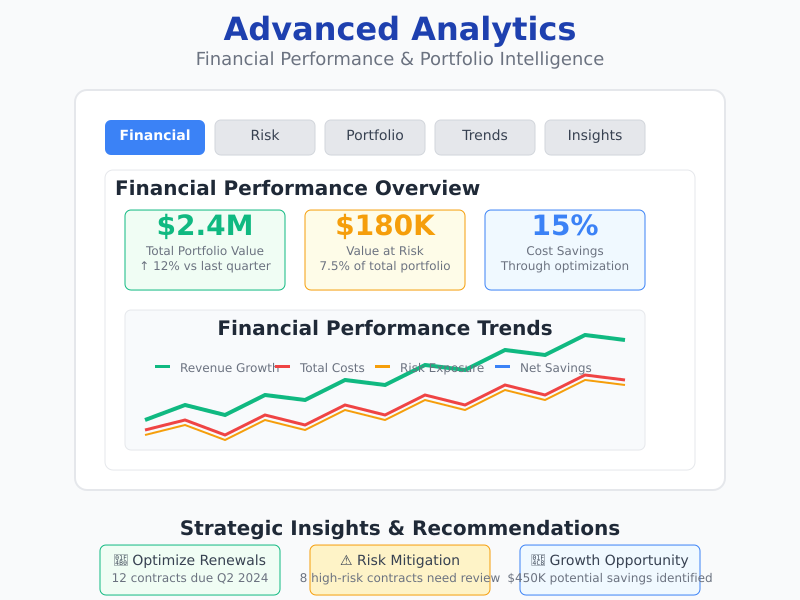 Advanced Analytics
Financial Performance & Portfolio Intelligence
Financial Risk Portfolio Trends Insights
Financial Performance Overview
$2.4M $180K 15%
Total Portfolio Value Value at Risk Cost Savings
↑ 12% vs last quarter 7.5% of total portfolio Through optimization
Financial Performance Trends
Revenue Growth Total Costs Risk Exposure Net Savings
Strategic Insights & Recommendations
Optimize Renewals ⚠ Risk Mitigation Growth Opportunity
12 contracts due Q2 2024 8 high-risk contracts need review $450K potential savings identified